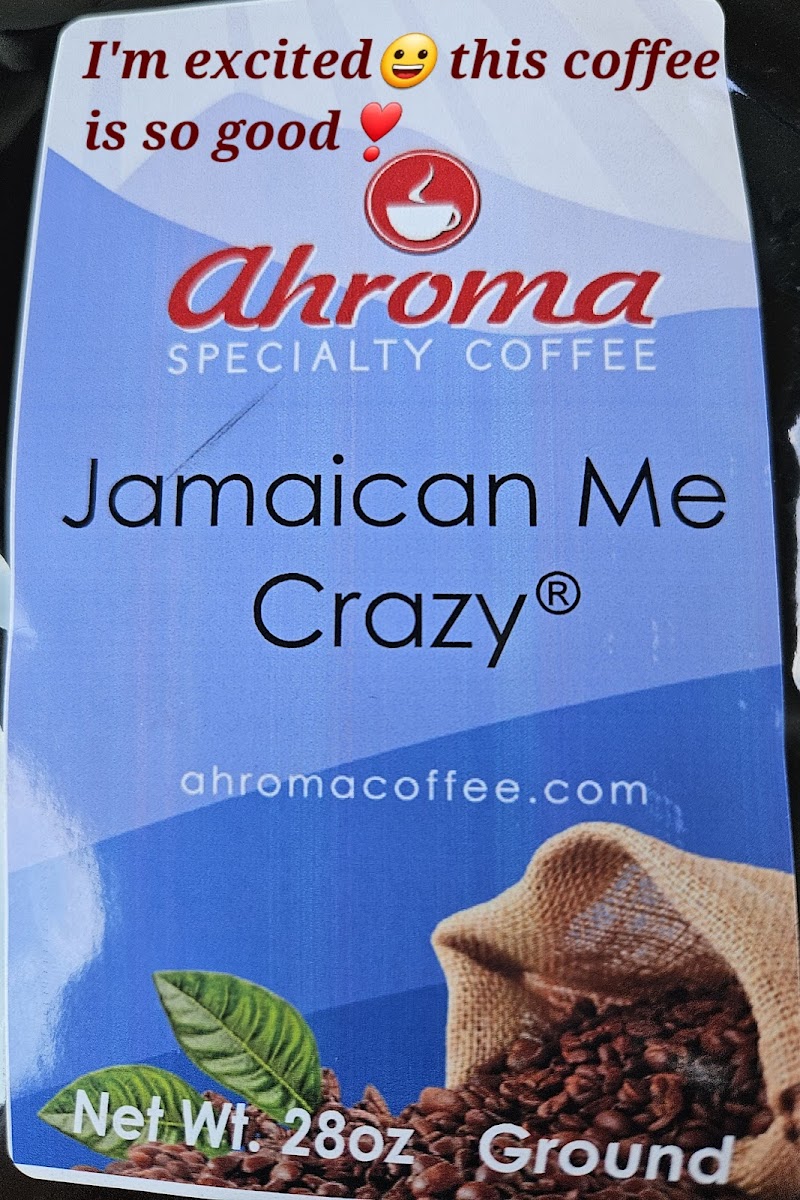 I'm excited😀this coffee
is so good❣️
ahroma
SPECIALTY COFFEE
Jamaican Me
Crazy®
ahromacoffee.com
Net Wt. 28oz Ground